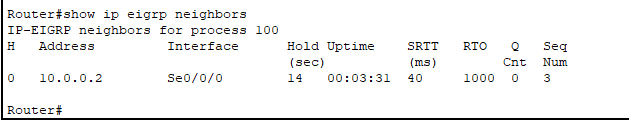 Router#show ip eigrp neighbors
IP-EIGRP neighbors for process 100
H   Address         Interface      Hold Uptime    SRTT   RTO   Q   Seq
                                   (sec)          (ms)        Cnt  Num
0   10.0.0.2        Se0/0/0        14   00:03:31  40     1000  0   3
Router#